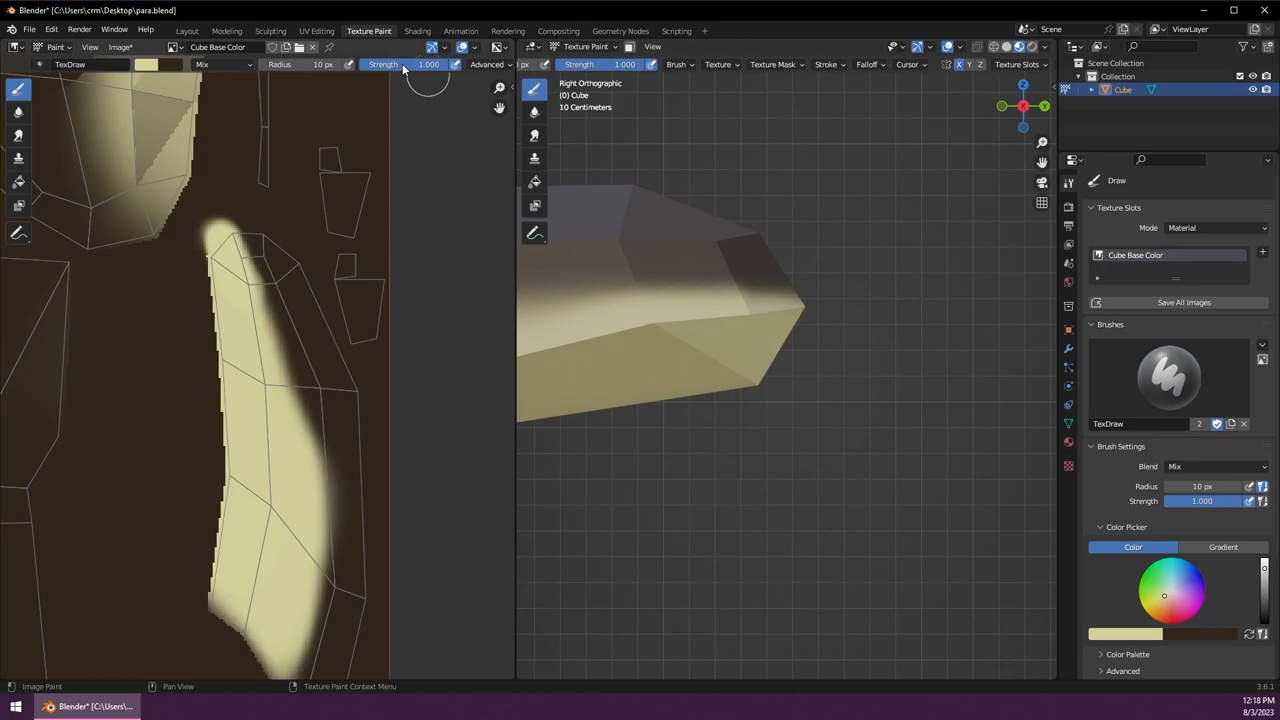 Blender* [C:\Users\crm\Desktop\para.blend]
File Edit Render Window Help Layout Modeling Sculpting UV Editing Texture Paint Shading Animation Rendering Compositing Geometry Nodes Scripting Scene ViewLayer
Paint View Image* Cube Base Color Texture Paint View
TexDraw Mix Radius 10 px Strength 1.000 Advanced px Strength 1.000 Brush Texture Texture Mask Stroke Falloff Cursor X Y Z Texture Slots
Scene Collection
Collection
Cube
Right Orthographic
(0) Cube
10 Centimeters
Z
Y
Draw
Texture Slots
Mode Material
Cube Base Color
Save All Images
Brushes
TexDraw 2
Brush Settings
Blend Mix
Radius 10 px
Strength 1.000
Color Picker
Color Gradient
Color Palette
Advanced
Image Paint Pan View Texture Paint Context Menu 3.6.1
Blender* [C:\Users\... 12:18 PM
8/3/2023